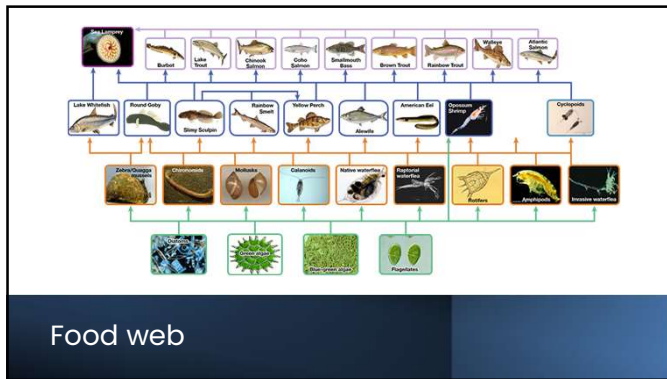 Sea Lamprey
Burbot
Lake
Trout
Chinook
Salmon
Coho
Salmon
Smallmouth
Bass
Brown Trout
Rainbow Trout
Walleye
Atlantic
Salmon
Lake Whitefish
Round Goby
Slimy Sculpin
Rainbow
Smelt
Yellow Perch
Alewife
American Eel
Opossum
Shrimp
Cyclopoids
Zebra/Quagga
mussels
Chironomids
Mollusks
Calanoids
Native waterfleas
Raptorial
waterfleas
Rotifers
Amphipods
Invasive waterfleas
Diatoms
Green algae
Blue-green algae
Flagellates
Food web